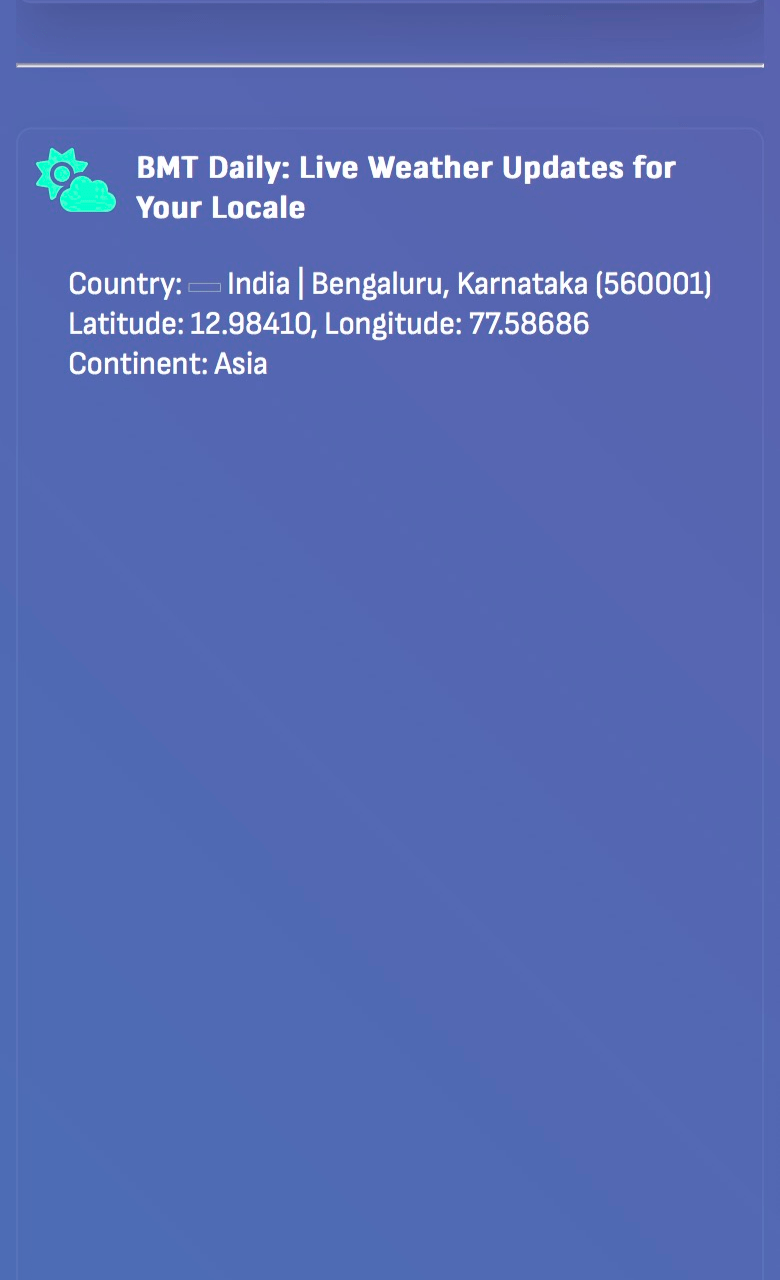 BMT Daily: Live Weather Updates for
Your Locale
Country: India | Bengaluru, Karnataka (560001)
Latitude: 12.98410, Longitude: 77.58686
Continent: Asia